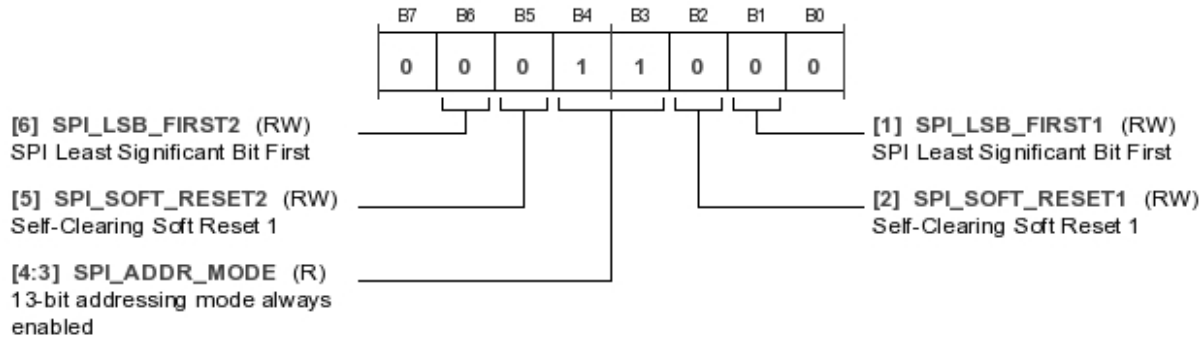 B7 B6 B5 B4 B3 B2 B1 B0
0 0 0 1 1 0 0 0
[6] SPI_LSB_FIRST2 (RW)
SPI Least Significant Bit First
[5] SPI_SOFT_RESET2 (RW)
Self-Clearing Soft Reset 1
[4:3] SPI_ADDR_MODE (R)
13-bit addressing mode always
enabled
[1] SPI_LSB_FIRST1 (RW)
SPI Least Significant Bit First
[2] SPI_SOFT_RESET1 (RW)
Self-Clearing Soft Reset 1